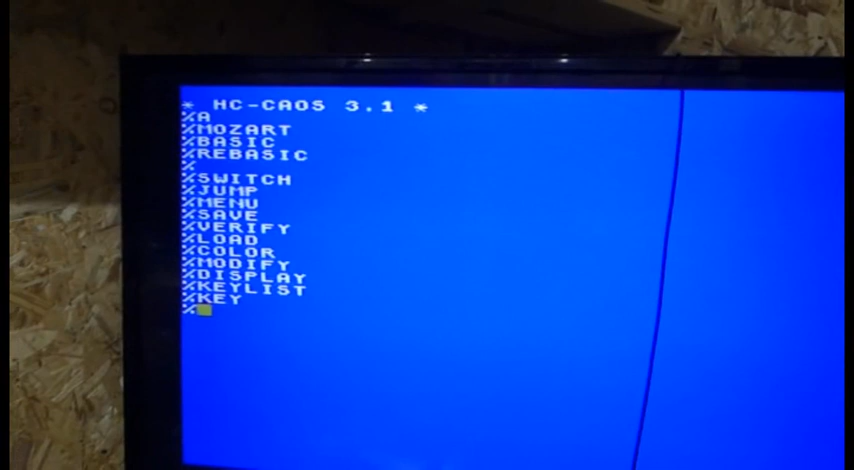 * HC-CAOS 3.1 *
%A
%MOZART
%BASIC
%REBASIC
%
%SWITCH
%JUMP
%MENU
%SAVE
%VERIFY
%LOAD
%COLOR
%MODIFY
%DISPLAY
%KEYLIST
%KEY
%